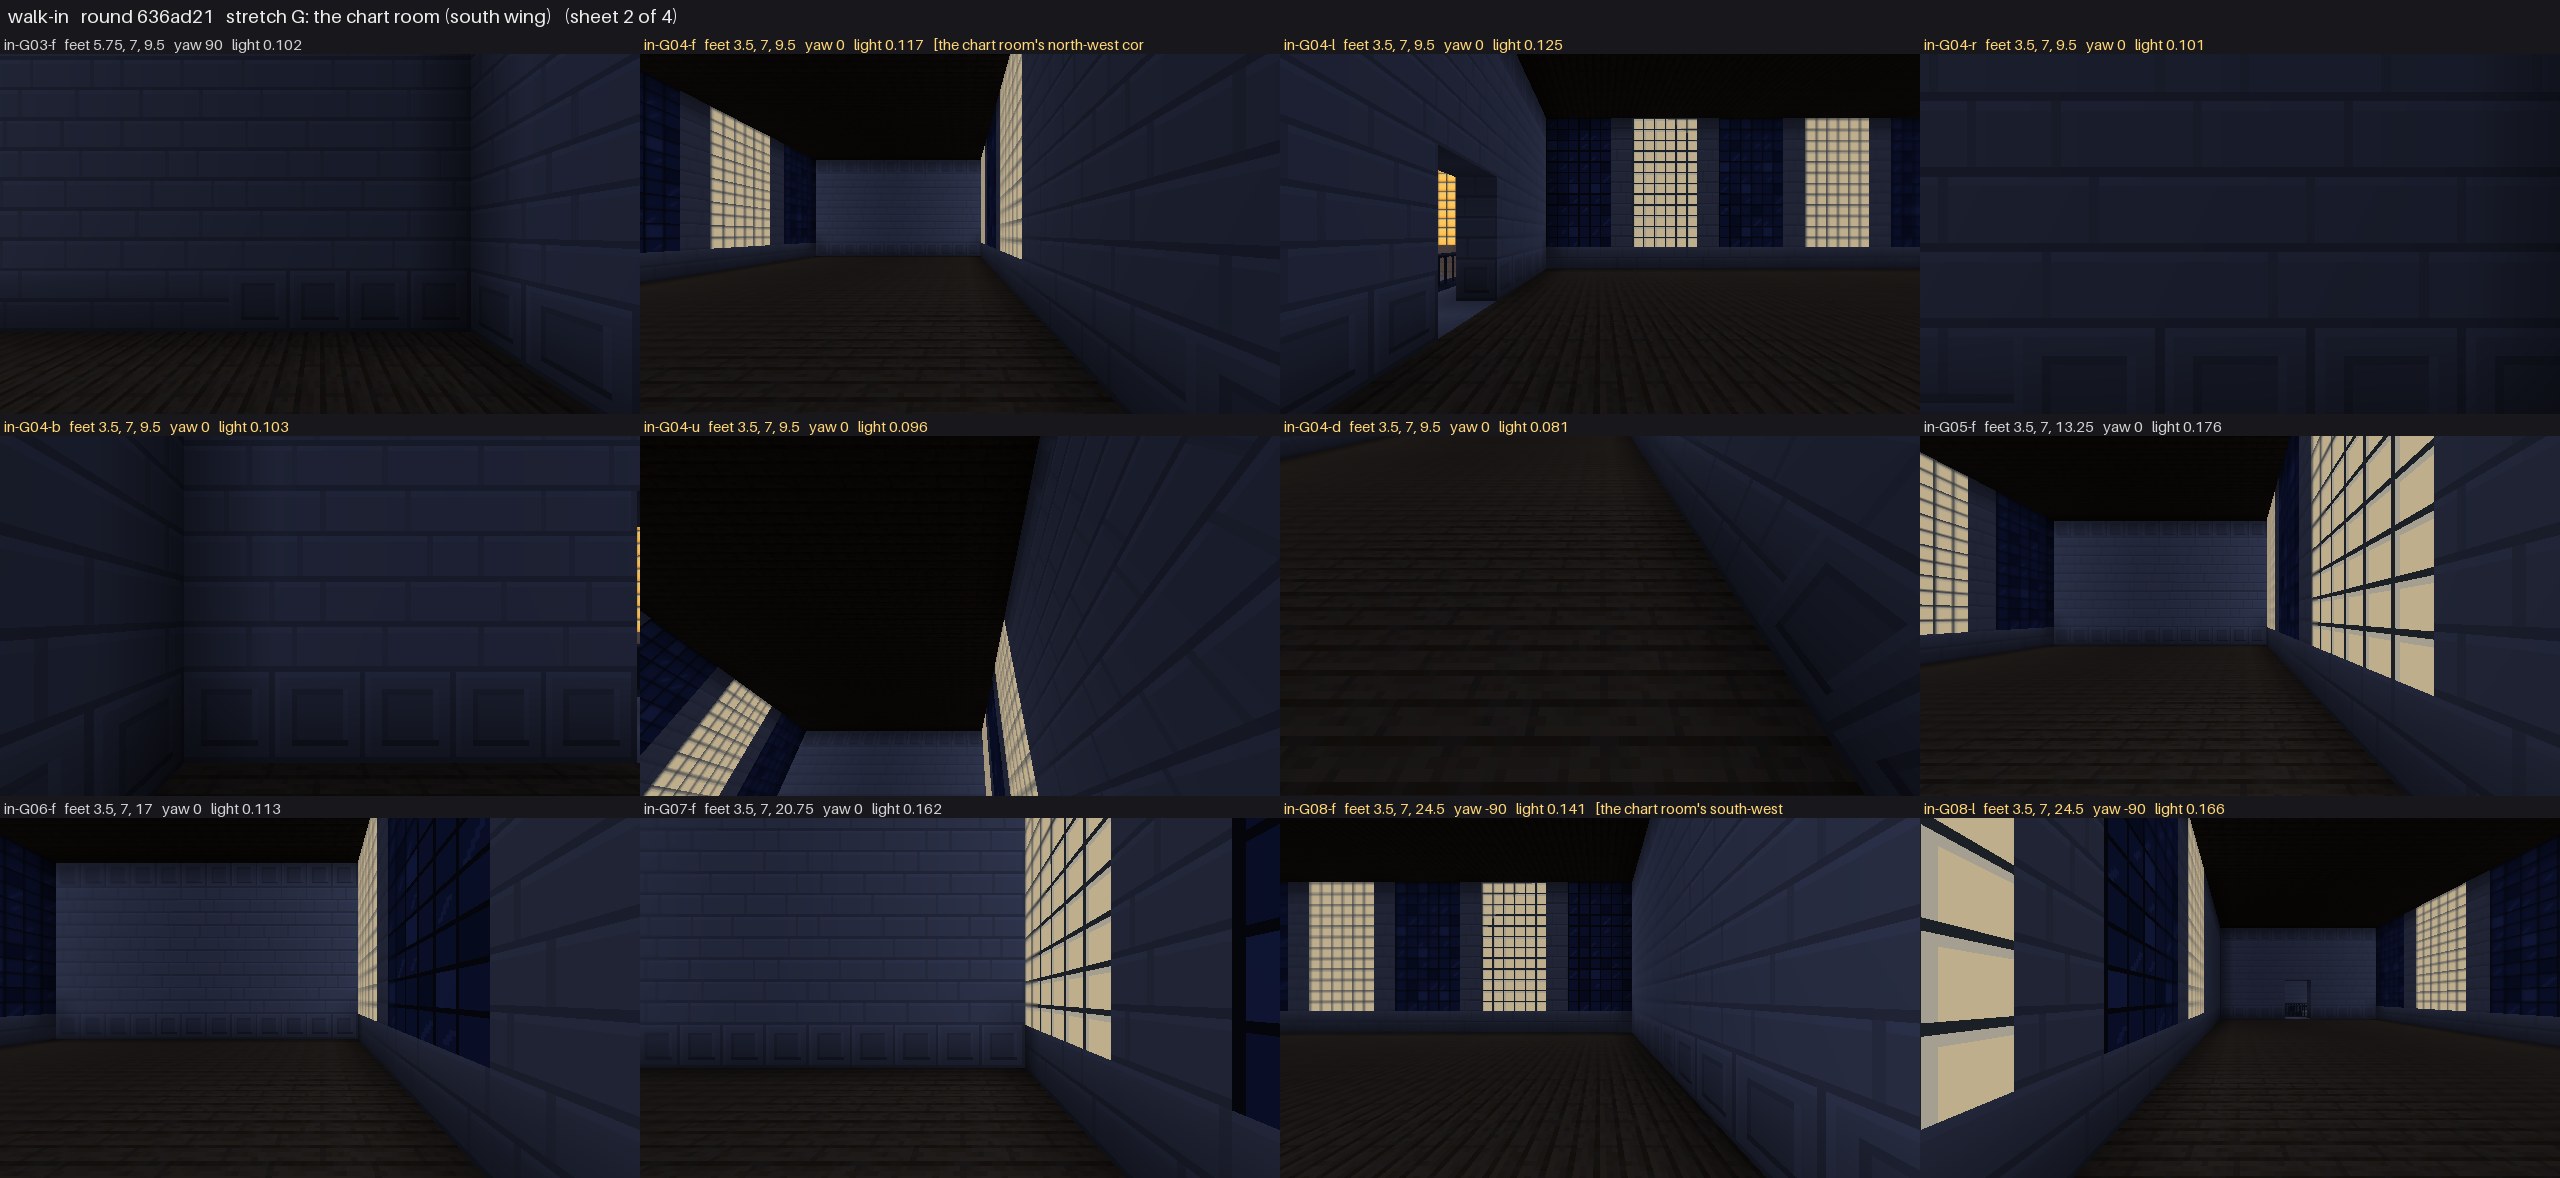 walk-in round 636ad21 stretch G: the chart room (south wing) (sheet 2 of 4)
in-G03-f feet 5.75, 7, 9.5 yaw 90 light 0.102
in-G04-f feet 3.5, 7, 9.5 yaw 0 light 0.117 [the chart room's north-west cor
in-G04-l feet 3.5, 7, 9.5 yaw 0 light 0.125
in-G04-r feet 3.5, 7, 9.5 yaw 0 light 0.101
in-G04-b feet 3.5, 7, 9.5 yaw 0 light 0.103
in-G04-u feet 3.5, 7, 9.5 yaw 0 light 0.096
in-G04-d feet 3.5, 7, 9.5 yaw 0 light 0.081
in-G05-f feet 3.5, 7, 13.25 yaw 0 light 0.176
in-G06-f feet 3.5, 7, 17 yaw 0 light 0.113
in-G07-f feet 3.5, 7, 20.75 yaw 0 light 0.162
in-G08-f feet 3.5, 7, 24.5 yaw -90 light 0.141 [the chart room's south-west
in-G08-l feet 3.5, 7, 24.5 yaw -90 light 0.166